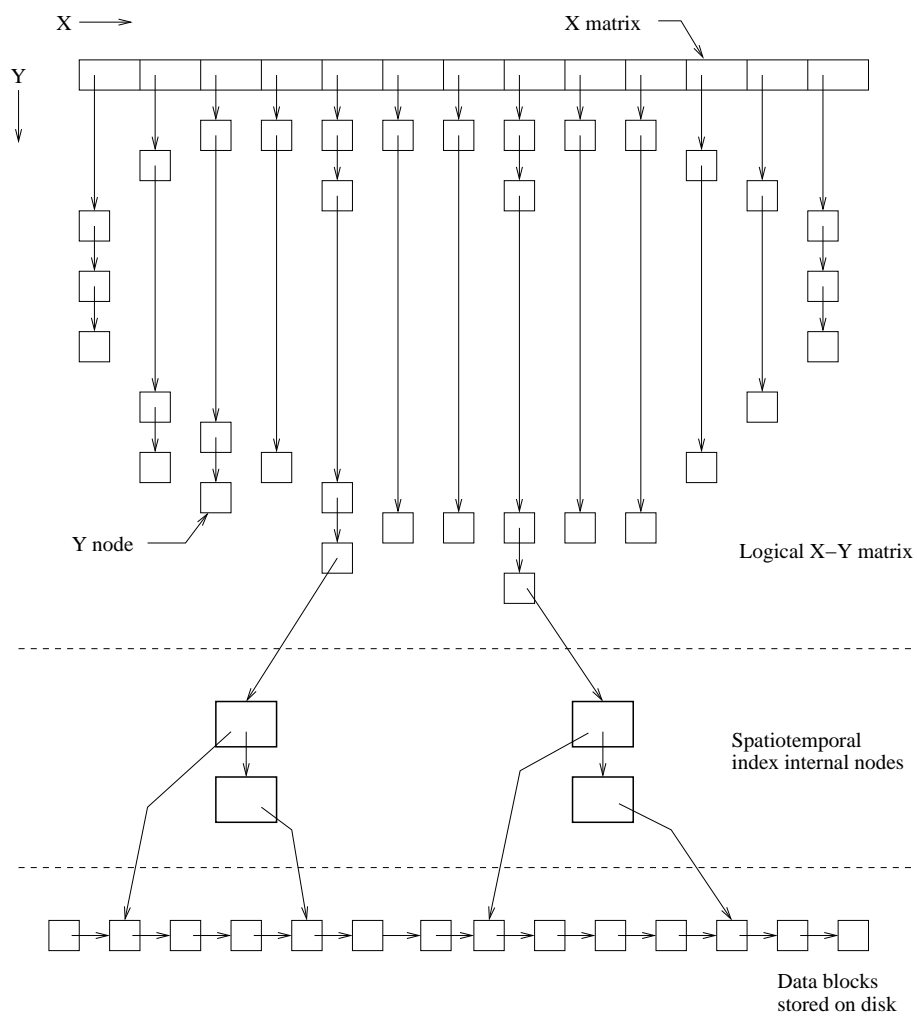 X
X matrix
Y
Y node
Logical X−Y matrix
Spatiotemporal
index internal nodes
Data blocks
stored on disk